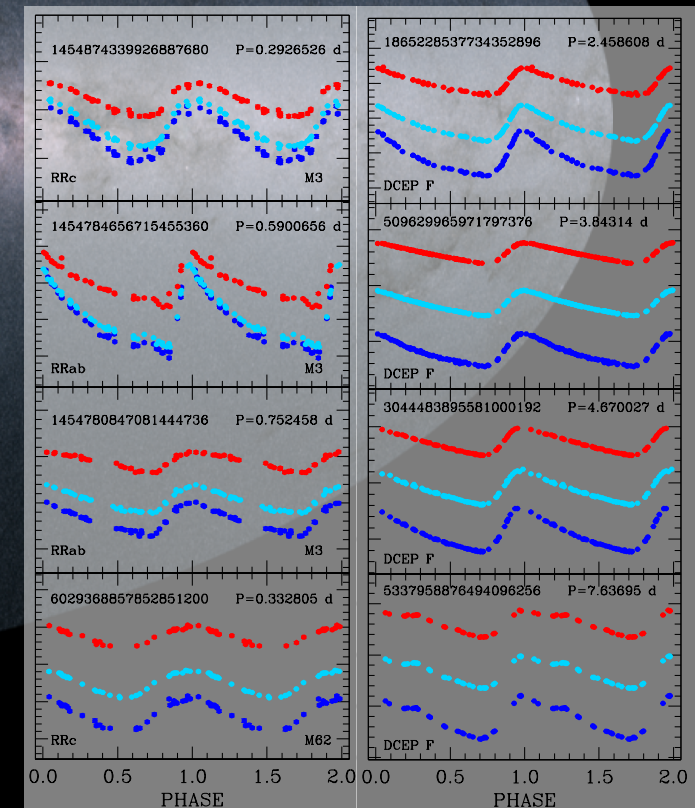 1454874339926887680 P=0.2926526 d
RRc M3
1454784656715455360 P=0.5900656 d
RRab M3
1454780847081444736 P=0.752458 d
RRab M3
6029368857852851200 P=0.332805 d
RRc M62
0.0 0.5 1.0 1.5 2.0
PHASE
1865228537734352896 P=2.458608 d
DCEP F
5096299659717973​76 P=3.84314 d
DCEP F
3044483895581000192 P=4.670027 d
DCEP F
5337958876494096256 P=7.63695 d
DCEP F
0.0 0.5 1.0 1.5 2.0
PHASE